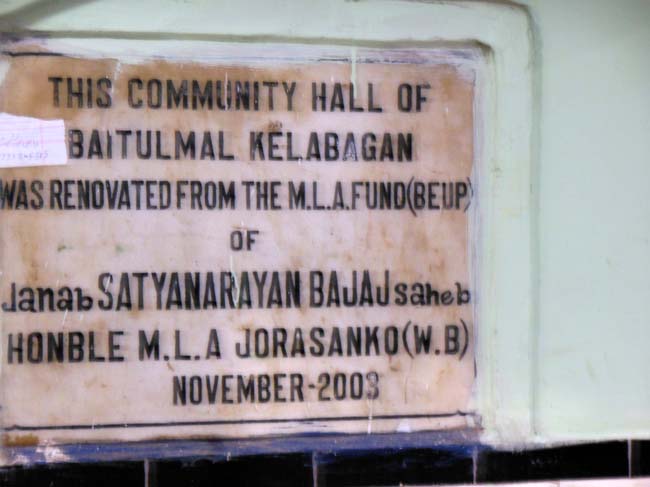 THIS COMMUNITY HALL OF
BAITULMAL KELABAGAN
WAS RENOVATED FROM THE M.L.A.FUND(BEUP)
OF
Janab SATYANARAYAN BAJAJ saheb
HONBLE M.L.A JORASANKO(W.B)
NOVEMBER-2003